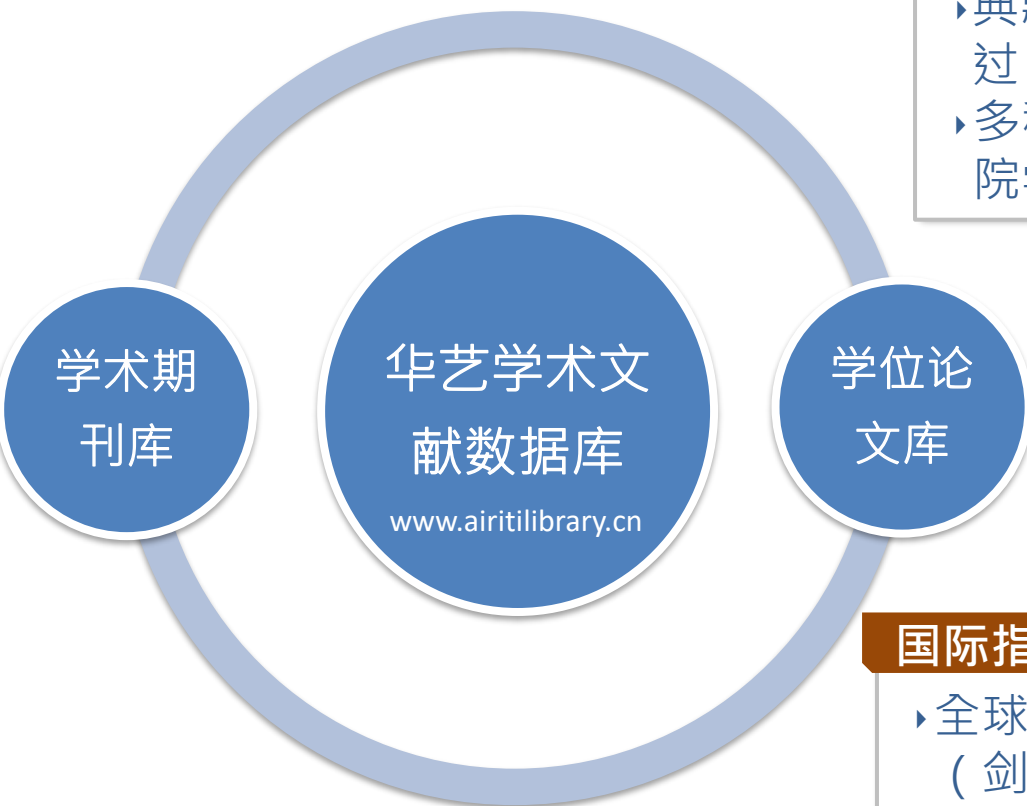 过
多
院
学术期
刊库
华艺学术文
献数据库
www.airitilibrary.cn
学位论
文库
国际指
全球
（剑